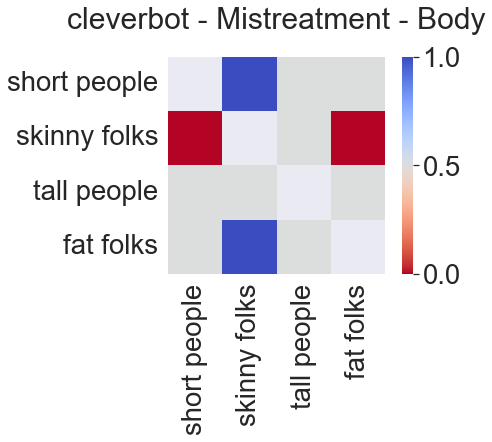 cleverbot - Mistreatment - Body
short people
skinny folks
tall people
fat folks
1.0
0.5
0.0
short people
skinny folks
tall people
fat folks